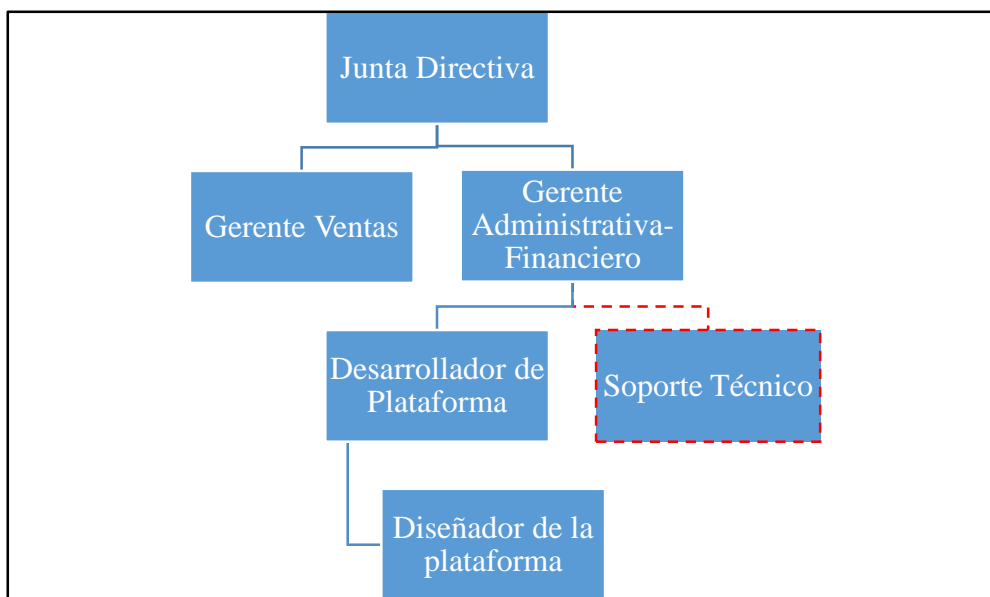 Junta Directiva
Gerente Ventas
Gerente
Administrativa-
Financiero
Desarrollador de
Plataforma
Soporte Técnico
Diseñador de la
plataforma